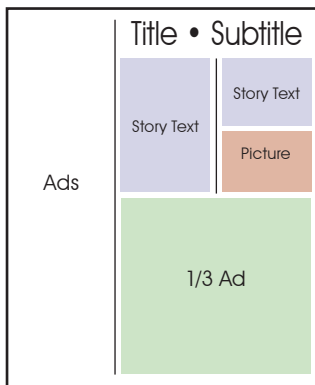 Title • Subtitle
Story Text
Story Text
Picture
Ads
1/3 Ad